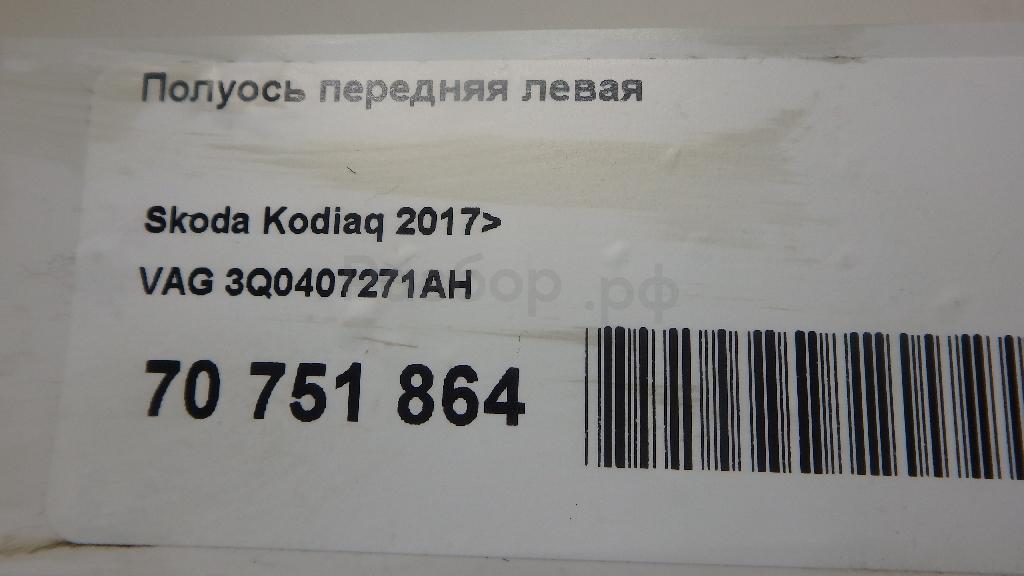 Полуось передняя левая
Skoda Kodiaq 2017>
VAG 3Q0407271AH
70 751 864